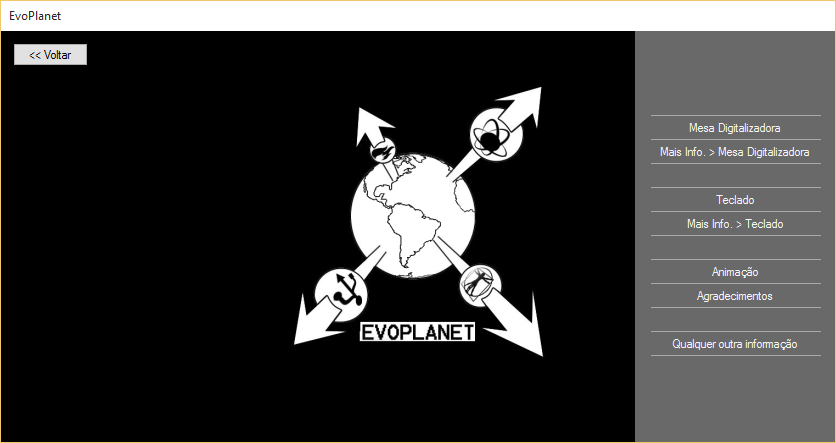 EvoPlanet
<< Voltar
EVOPLANET
Mesa Digitalizadora
Mais Info. > Mesa Digitalizadora
Teclado
Mais Info. > Teclado
Animação
Agradecimentos
Qualquer outra informação